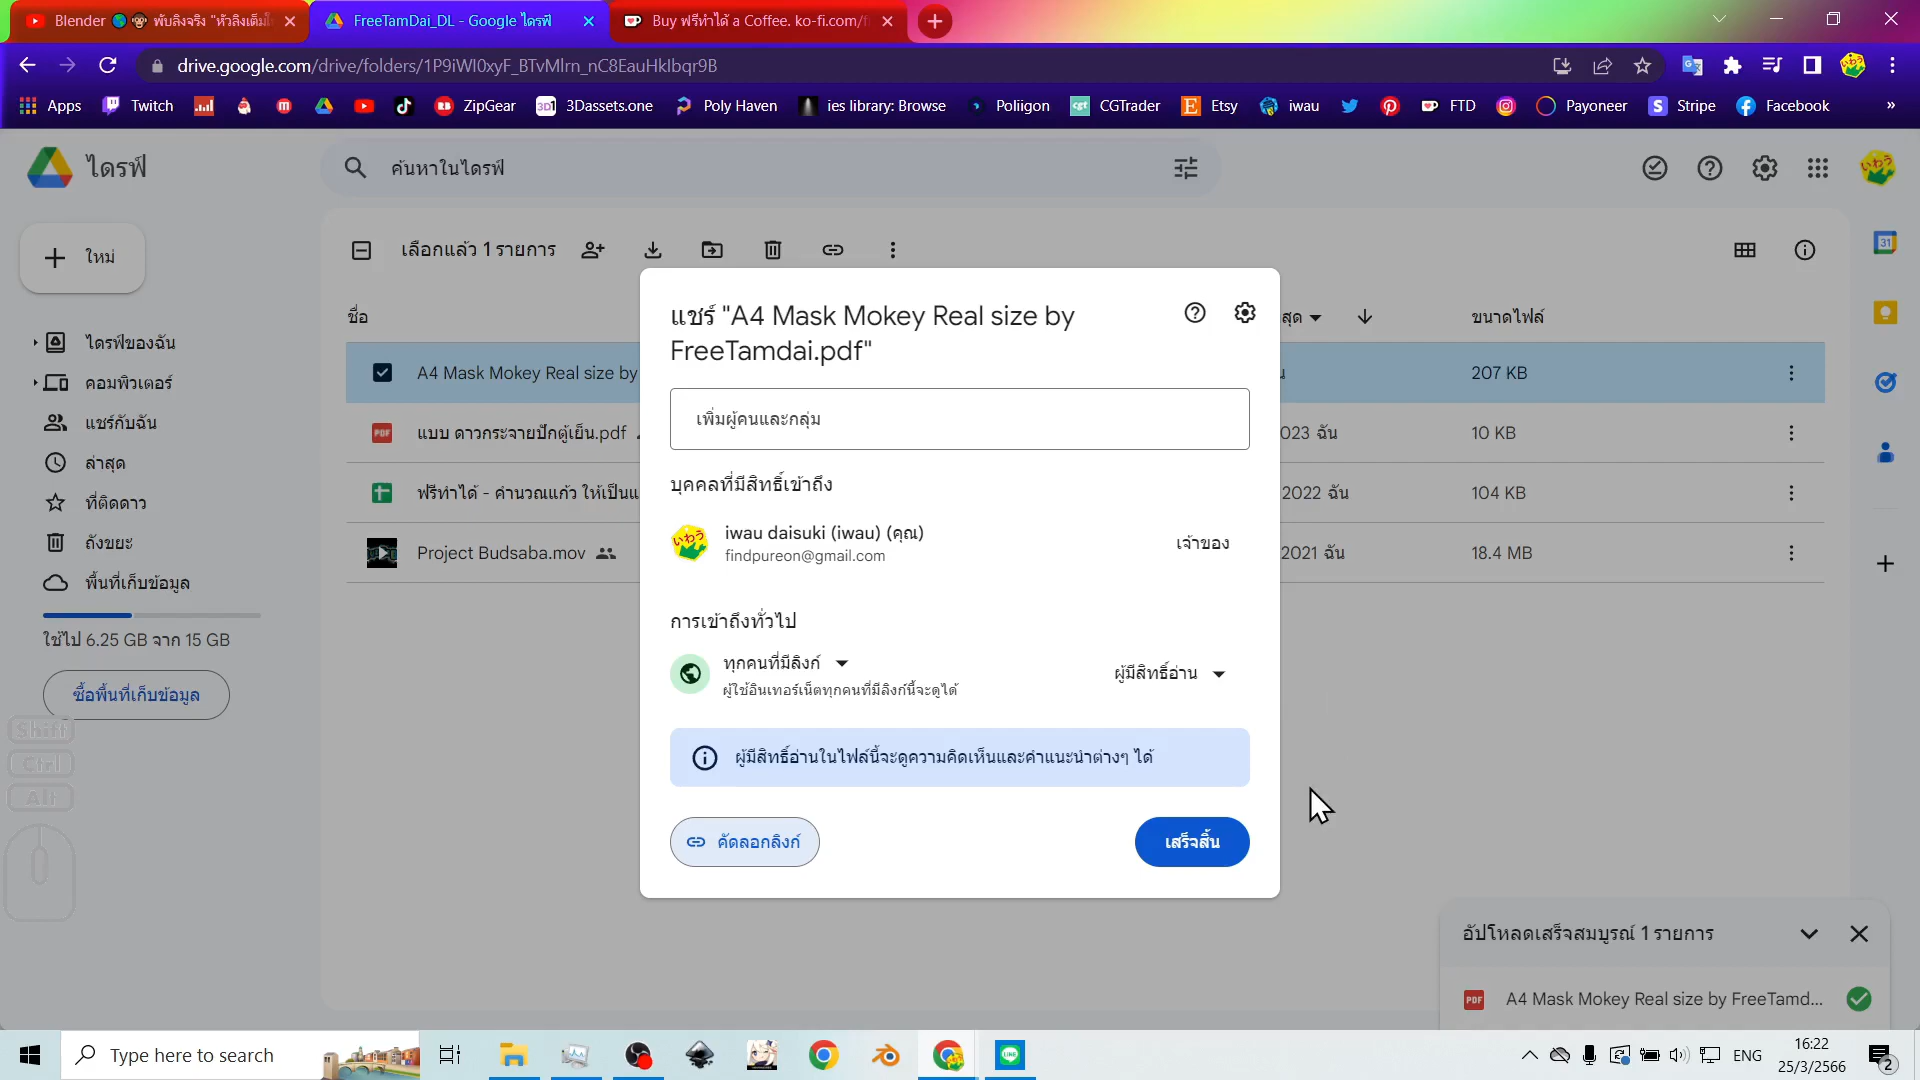 Blender 🌎🐵 พับลิงจริง "หัวลิงเต็มใ
FreeTamDai_DL - Google ไดรฟ์
Buy ฟรีทำได้ a Coffee. ko-fi.com/f
drive.google.com/drive/folders/1P9iWI0xyF_BTvMlrn_nC8EauHkIbqr9B
Apps Twitch ZipGear 3Dassets.one Poly Haven ies library: Browse Poliigon CGTrader Etsy iwau FTD Payoneer Stripe Facebook »
ไดรฟ์
ค้นหาในไดรฟ์
ใหม่
เลือกแล้ว 1 รายการ
ชื่อ
สุด
ขนาดไฟล์
ไดรฟ์ของฉัน
คอมพิวเตอร์
แชร์กับฉัน
ล่าสุด
ที่ติดดาว
ถังขยะ
พื้นที่เก็บข้อมูล
ใช้ไป 6.25 GB จาก 15 GB
ซื้อพื้นที่เก็บข้อมูล
Shift
Ctrl
Alt
A4 Mask Mokey Real size by
207 KB
PDF แบบ ดาวกระจายปักตู้เย็น.pdf
023 ฉัน
10 KB
ฟรีทำได้ - คำนวณแก้ว ให้เป็นแ
2022 ฉัน
104 KB
Project Budsaba.mov
2021 ฉัน
18.4 MB
แชร์ "A4 Mask Mokey Real size by
FreeTamdai.pdf"
เพิ่มผู้คนและกลุ่ม
บุคคลที่มีสิทธิ์เข้าถึง
いわう
iwau daisuki (iwau) (คุณ)
findpureon@gmail.com
เจ้าของ
การเข้าถึงทั่วไป
ทุกคนที่มีลิงก์
ผู้ใช้อินเทอร์เน็ตทุกคนที่มีลิงก์นี้จะดูได้
ผู้มีสิทธิ์อ่าน
ผู้มีสิทธิ์อ่านในไฟล์นี้จะดูความคิดเห็นและคำแนะนำต่างๆ ได้
คัดลอกลิงก์
เสร็จสิ้น
31
อัปโหลดเสร็จสมบูรณ์ 1 รายการ
PDF A4 Mask Mokey Real size by FreeTamd...
Type here to search
LINE
ENG
16:22
25/3/2566
2